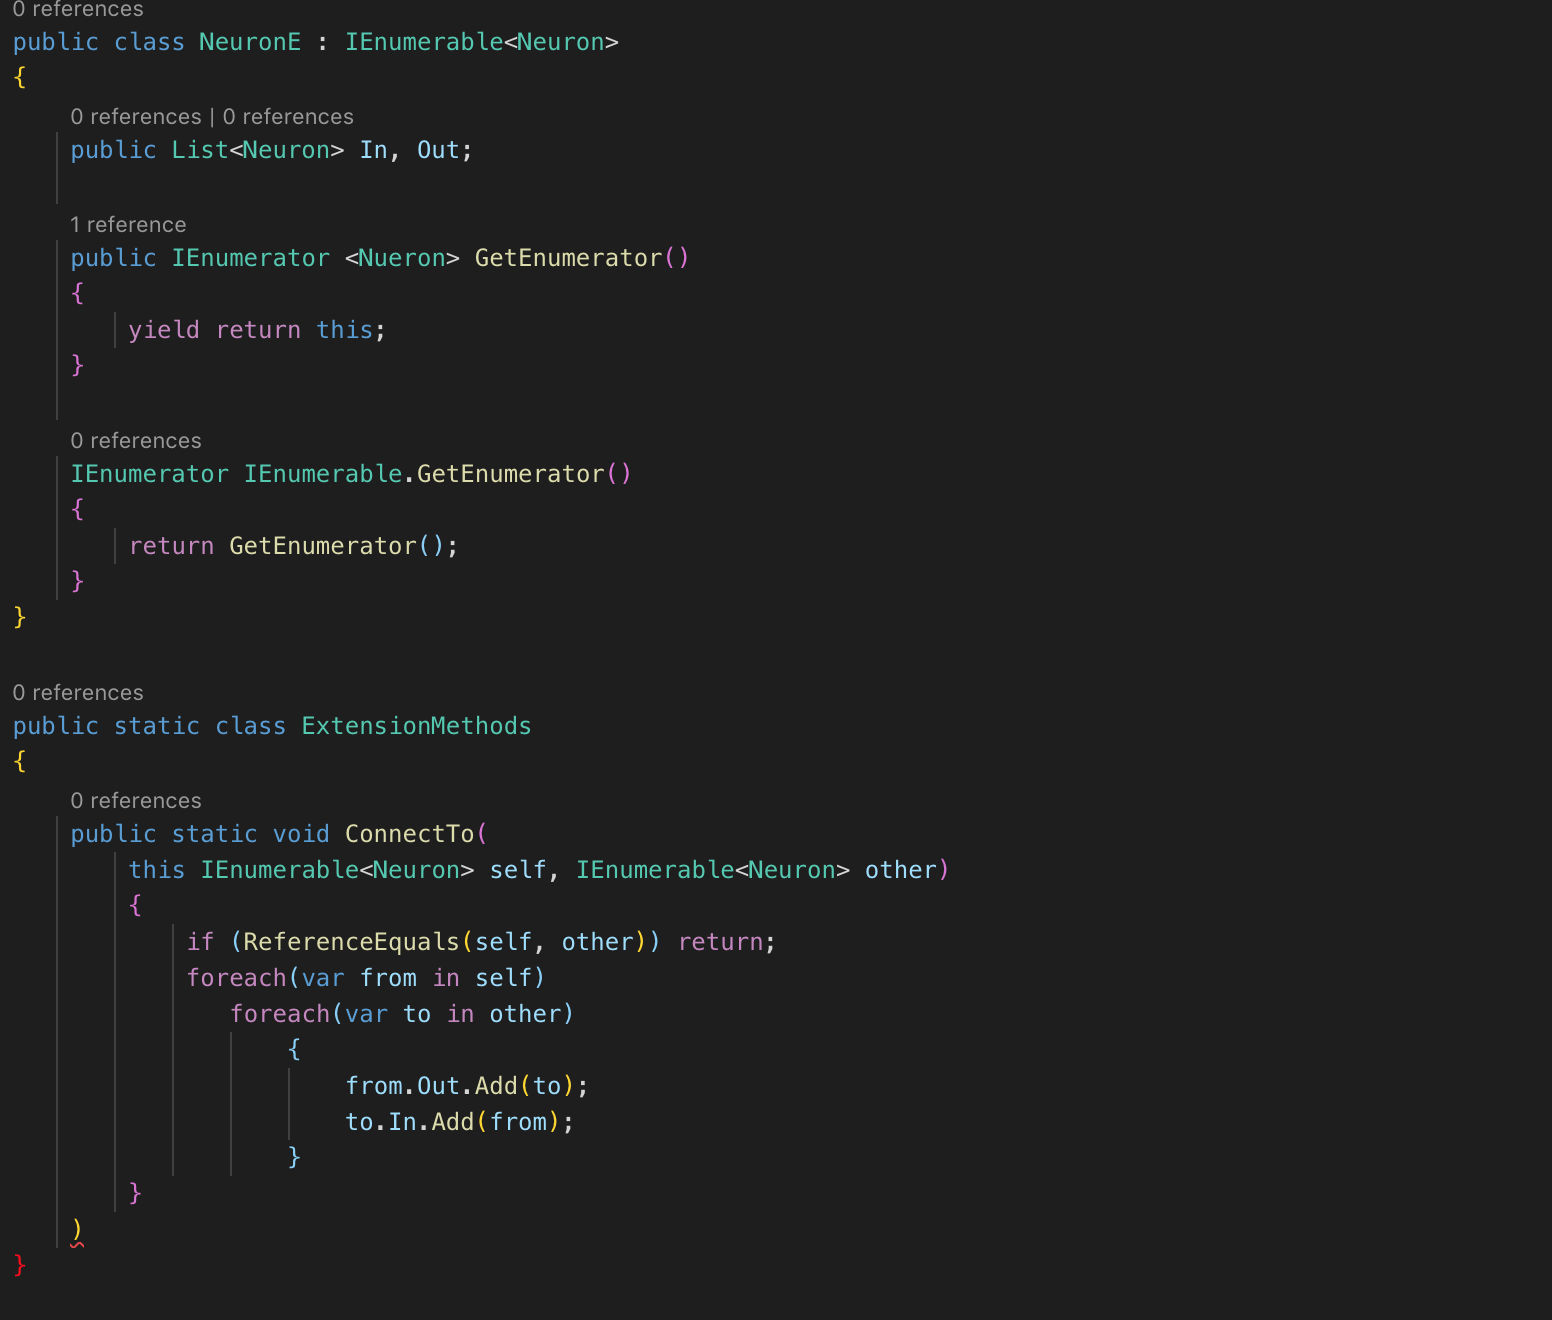 0 references
public class NeuronE : IEnumerable<Neuron>
{
0 references | 0 references
public List<Neuron> In, Out;
1 reference
public IEnumerator <Nueron> GetEnumerator()
{
yield return this;
}
0 references
IEnumerator IEnumerable.GetEnumerator()
{
return GetEnumerator();
}
}
0 references
public static class ExtensionMethods
{
0 references
public static void ConnectTo(
this IEnumerable<Neuron> self, IEnumerable<Neuron> other)
{
if (ReferenceEquals(self, other)) return;
foreach(var from in self)
foreach(var to in other)
{
from.Out.Add(to);
to.In.Add(from);
}
}
)
}